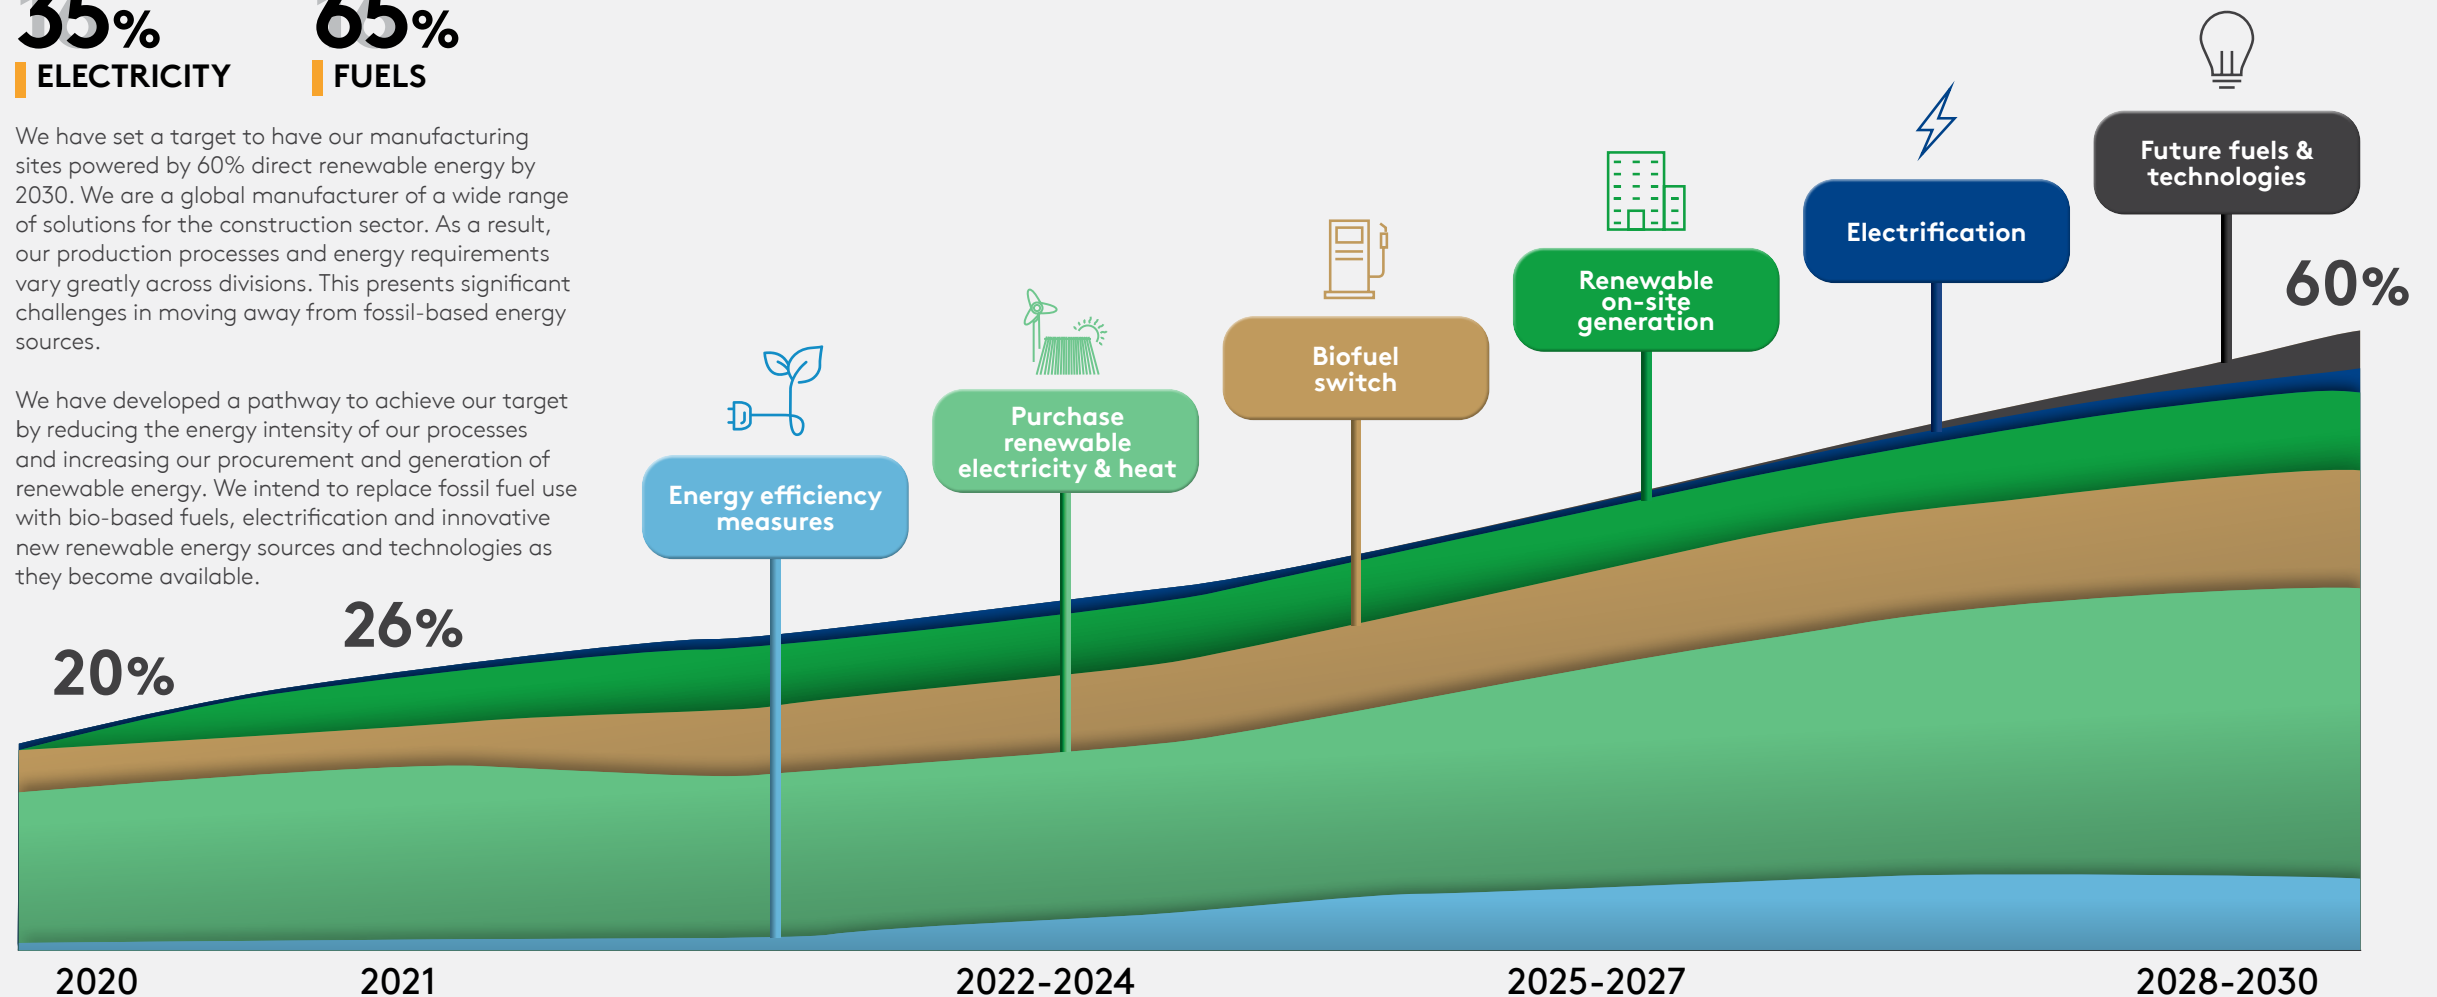 35% 65%
ELECTRICITY FUELS
We have set a target to have our manufacturing
sites powered by 60% direct renewable energy by
2030. We are a global manufacturer of a wide range
of solutions for the construction sector. As a result,
our production processes and energy requirements
vary greatly across divisions. This presents significant
challenges in moving away from fossil-based energy
sources.
We have developed a pathway to achieve our target
by reducing the energy intensity of our processes
and increasing our procurement and generation of
renewable energy. We intend to replace fossil fuel use
with bio-based fuels, electrification and innovative
new renewable energy sources and technologies as
they become available.
20%
26%
Energy efficiency
measures
Purchase
renewable
electricity & heat
Biofuel
switch
Renewable
on-site
generation
Electrification
Future fuels &
technologies
60%
2020 2021 2022-2024 2025-2027 2028-2030